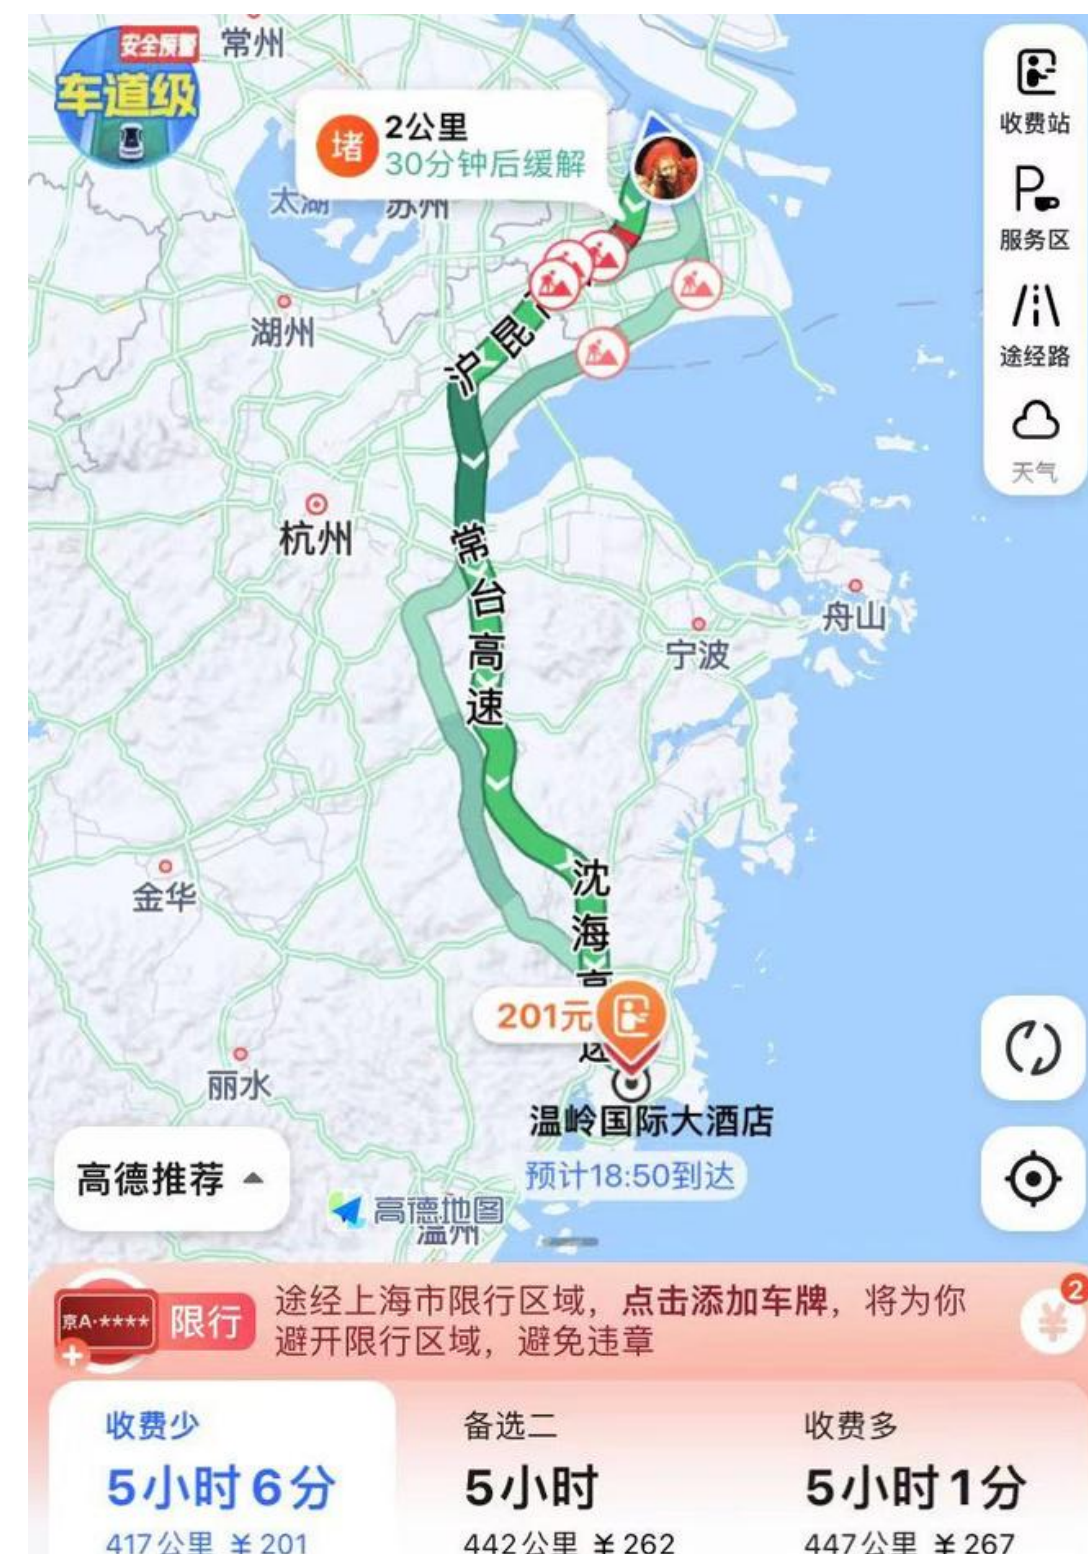 安全预警
车道级
常州
堵
2公里
30分钟后缓解
太湖
苏州
收费站
服务区
途经路
天气
湖州
沪昆
杭州
常台高速
舟山
宁波
金华
沈海高速
201元
丽水
温岭国际大酒店
预计18:50到达
高德推荐
高德地图
温州
京A·****
限行
途经上海市限行区域，点击添加车牌，将为你
避开限行区域，避免违章
2
收费少
5小时6分
417公里 ¥201
备选二
5小时
442公里 ¥262
收费多
5小时1分
447公里 ¥267